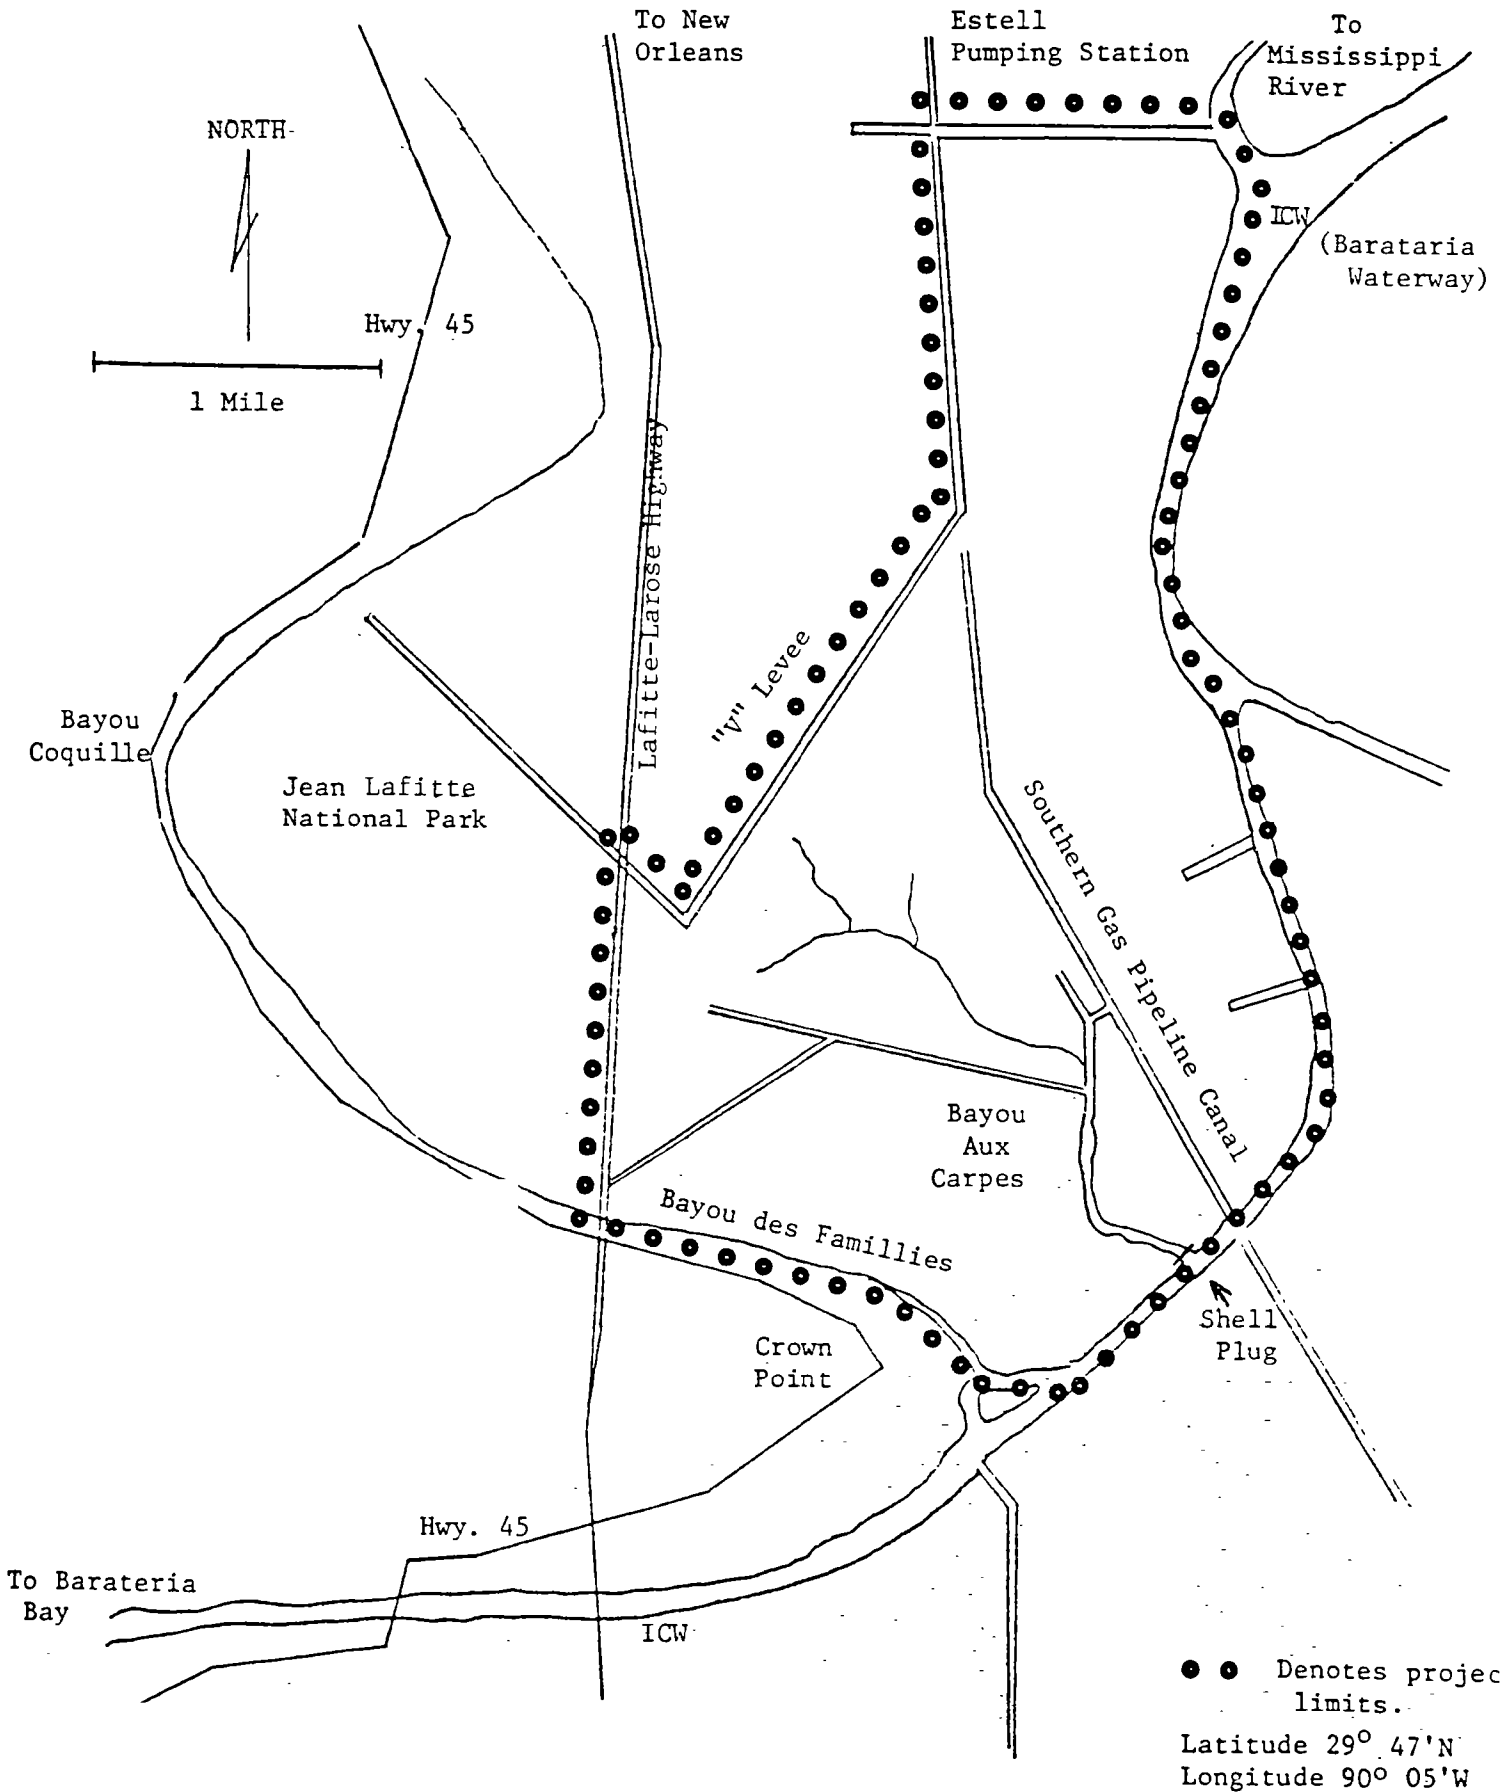 To New
Orleans
Estell
Pumping Station
To
Mississippi
River
NORTH
ICW
(Barataria
Waterway)
Hwy. 45
1 Mile
Lafitte-Larose Highway
"V" Levee
Bayou
Coquille
Jean Lafitte
National Park
Southern Gas Pipeline Canal
Bayou
Aux
Carpes
Bayou des Famillies
Shell
Plug
Crown
Point
Hwy. 45
To Barateria
Bay
ICW
Denotes projec
limits.
Latitude 29° 47'N
Longitude 90° 05'W